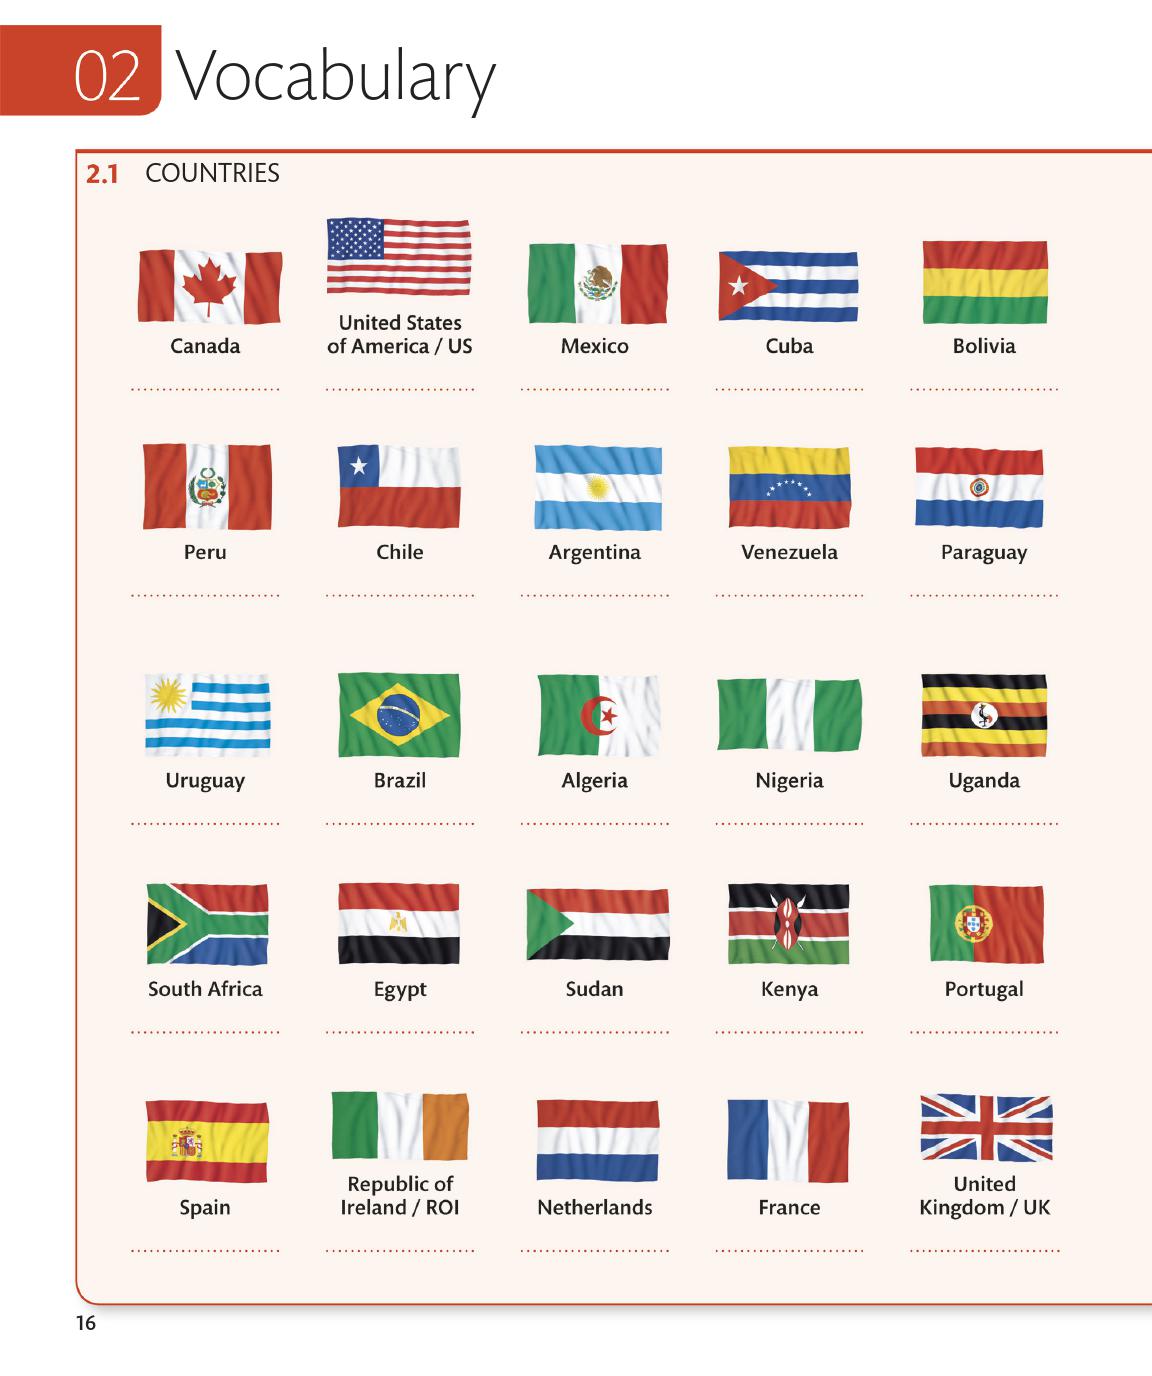 02 Vocabulary
2.1 COUNTRIES
Canada
United States
of America / US
Mexico
Cuba
Bolivia
Peru
Chile
Argentina
Venezuela
Paraguay
Uruguay
Brazil
Algeria
Nigeria
Uganda
South Africa
Egypt
Sudan
Kenya
Portugal
Spain
Republic of
Ireland / ROI
Netherlands
France
United
Kingdom / UK
16